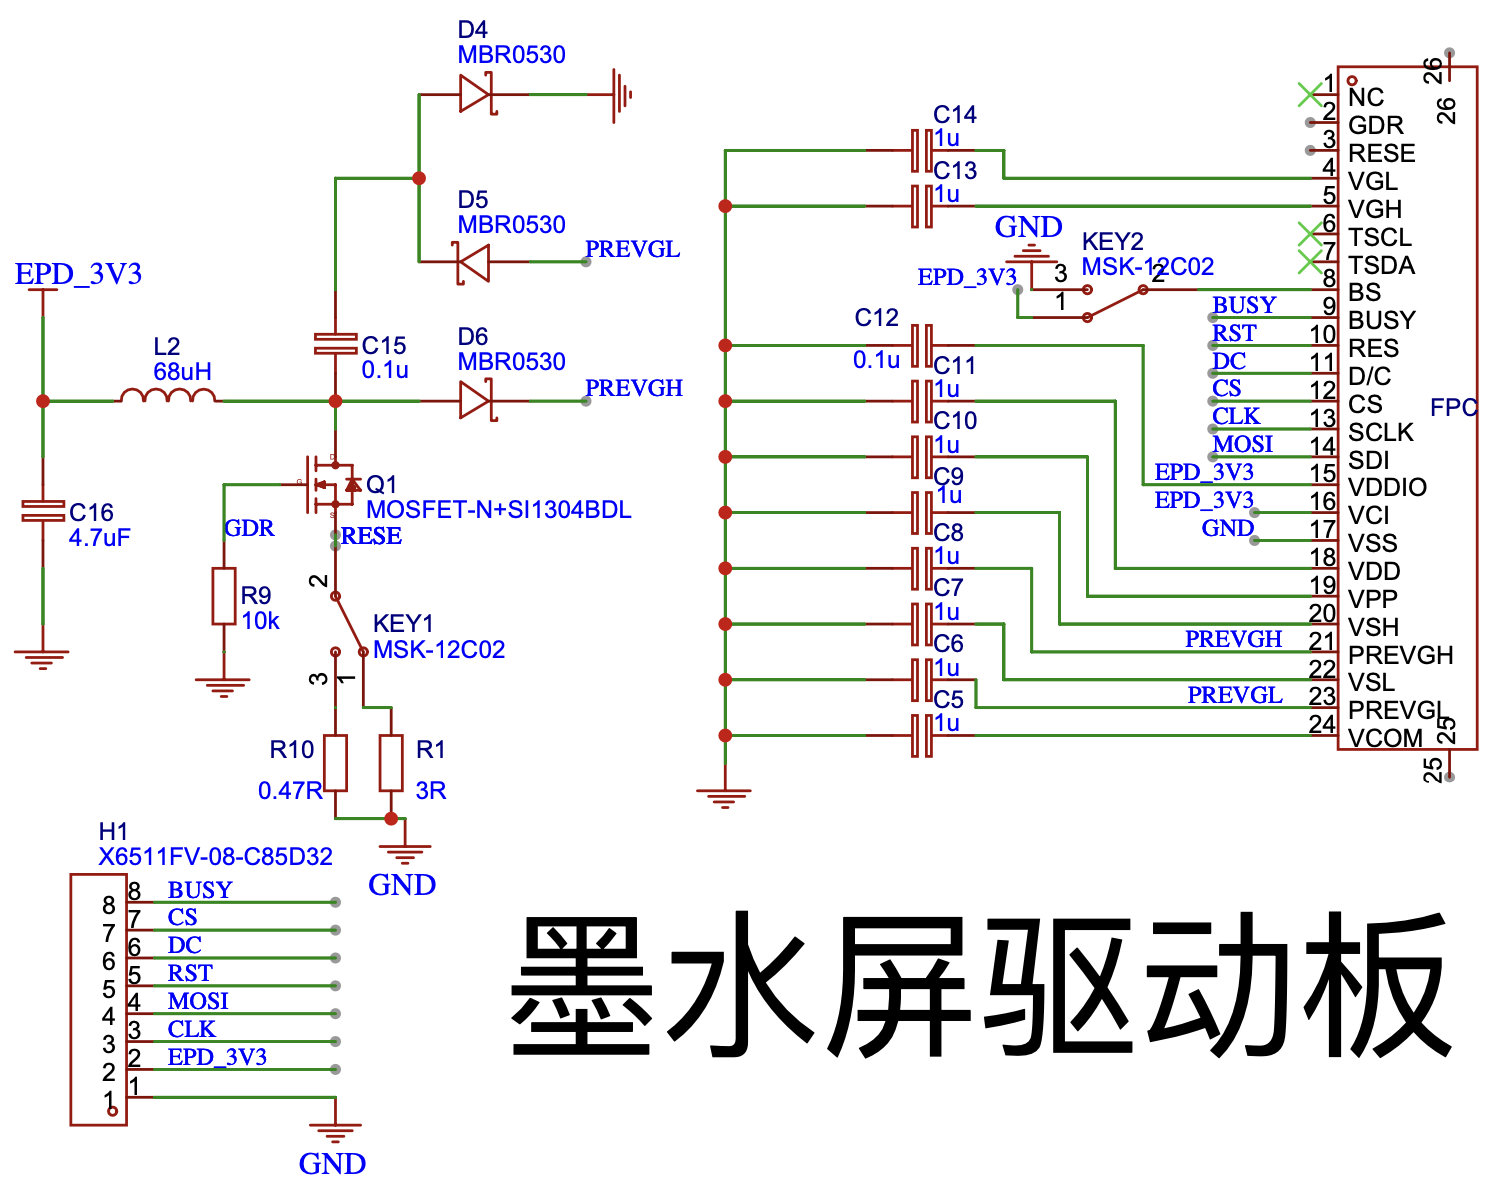 D4
MBR0530
D5
MBR0530
PREVGL
EPD_3V3
L2
68uH
C15
0.1u
D6
MBR0530
PREVGH
C16
4.7uF
D
G
S
Q1
MOSFET-N+SI1304BDL
GDR
RESE
R9
10k
2
KEY1
MSK-12C02
3
1
R10
0.47R
R1
3R
GND
H1
X6511FV-08-C85D32
8 8 BUSY
7 7 CS
6 6 DC
5 5 RST
4 4 MOSI
3 3 CLK
2 2 EPD_3V3
1 1
GND
C14
1u
C13
1u
GND
KEY2
MSK-12C02
EPD_3V3
3
1
2
C12
0.1u
C11
1u
C10
1u
C9
1u
C8
1u
C7
1u
C6
1u
C5
1u
26
26
1 NC
2 GDR
3 RESE
4 VGL
5 VGH
6 TSCL
7 TSDA
8 BS
BUSY 9 BUSY
RST 10 RES
DC 11 D/C
CS 12 CS
CLK 13 SCLK
MOSI 14 SDI
EPD_3V3 15 VDDIO
EPD_3V3 16 VCI
GND 17 VSS
18 VDD
19 VPP
20 VSH
PREVGH 21 PREVGH
22 VSL
PREVGL 23 PREVGL
24 VCOM
25
25
FPC
墨水屏驱动板